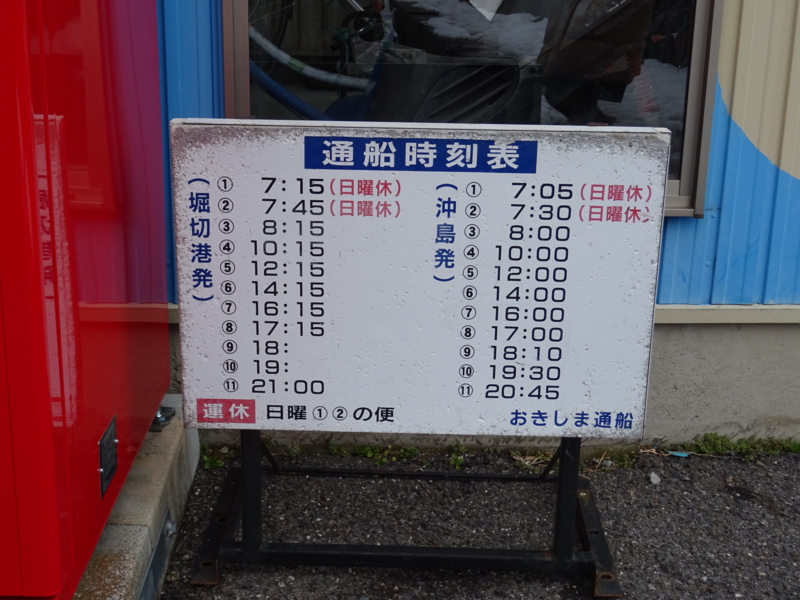 通船時刻表
(堀切港発)
① 7:15(日曜休)
② 7:45(日曜休)
③ 8:15
④ 10:15
⑤ 12:15
⑥ 14:15
⑦ 16:15
⑧ 17:15
⑨ 18:
⑩ 19:
⑪ 21:00
(沖島発)
① 7:05(日曜休)
② 7:30(日曜休)
③ 8:00
④ 10:00
⑤ 12:00
⑥ 14:00
⑦ 16:00
⑧ 17:00
⑨ 18:10
⑩ 19:30
⑪ 20:45
運休 日曜①②の便
おきしま通船